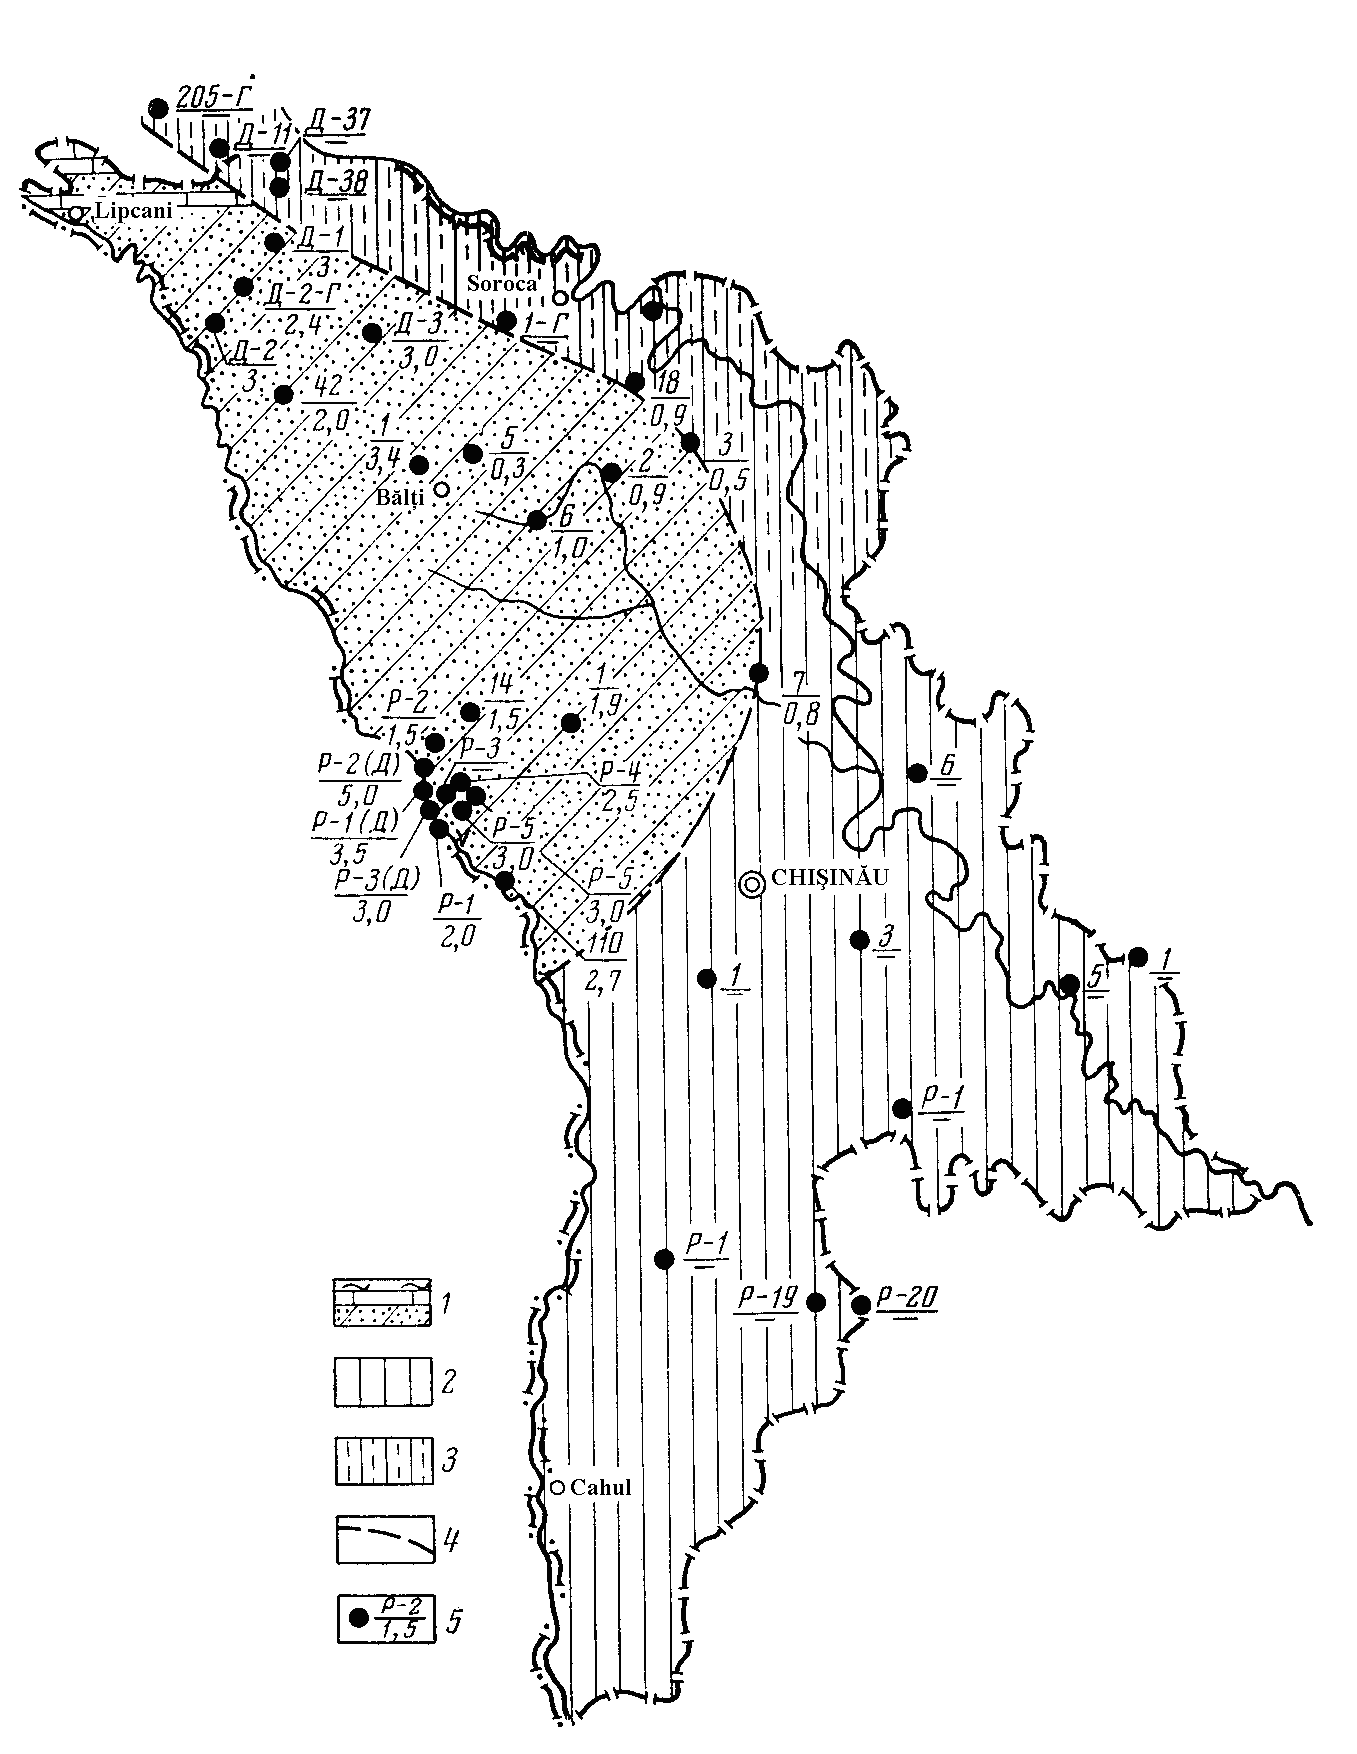 205-Г
Д-11
Д-37
Д-38
Lipcani
Д-1
3
Soroca
Д-2-Г
2,4
Д-3
3,0
1-Г
Д-2
3
42
2,0
18
0,9
1
3,4
5
0,3
2
0,9
3
0,5
Bălți
6
1,0
Р-2
1,5
14
1,5
1
1,9
7
0,8
Р-3
Р-2(Д)
5,0
Р-4
2,5
6
Р-1(Д)
3,5
Р-5
3,0
Р-3(Д)
3,0
Р-5
3,0
CHIŞINĂU
Р-1
2,0
110
2,7
3
1
5
1
Р-1
Р-1
Р-19
Р-20
1
2
3
Cahul
4
Р-2
1,5
5